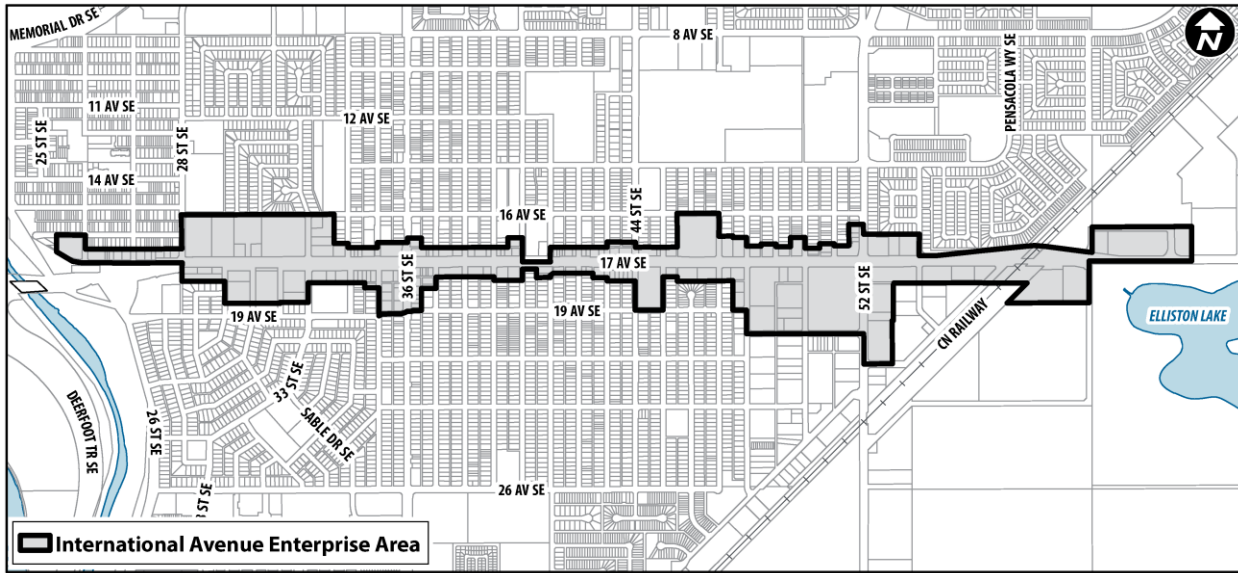 MEMORIAL DR SE
8 AV SE
N
PENSACOLA WY SE
11 AV SE
12 AV SE
25 ST SE
28 ST SE
14 AV SE
16 AV SE
44 ST SE
17 AV SE
36 ST SE
52 ST SE
19 AV SE
19 AV SE
CN RAILWAY
ELLISTON LAKE
33 ST SE
SABLE DR SE
DEERFOOT TR SE
26 ST SE
26 AV SE
International Avenue Enterprise Area